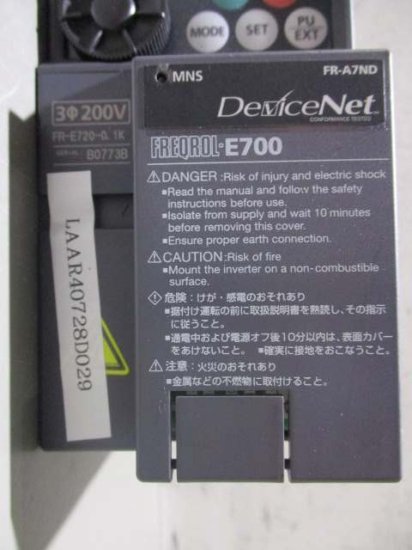 MODE
SET
PU
EXT
MNS
FR-A7ND
DeviceNet
CONFORMANCE TESTED
3Φ200V
FR-E720-0.1K
SERIAL B0773B
FREQROL-E700
⚠DANGER :Risk of injury and electric shock
■Read the manual and follow the safety
instructions before use.
■Isolate from supply and wait 10 minutes
before removing this cover.
■Ensure proper earth connection.
⚠CAUTION :Risk of fire
■Mount the inverter on a non-combustible
surface.
危険 : けが・感電のおそれあり
■据付け運転の前に取扱説明書を熟読し、その指示
に従うこと。
■通電中および電源オフ後10分以内は、表面カバー
をあけないこと。 ■確実に接地をおこなうこと。
⚠注意 : 火災のおそれあり
■金属などの不燃物に取付けること。
LAAR40728D029